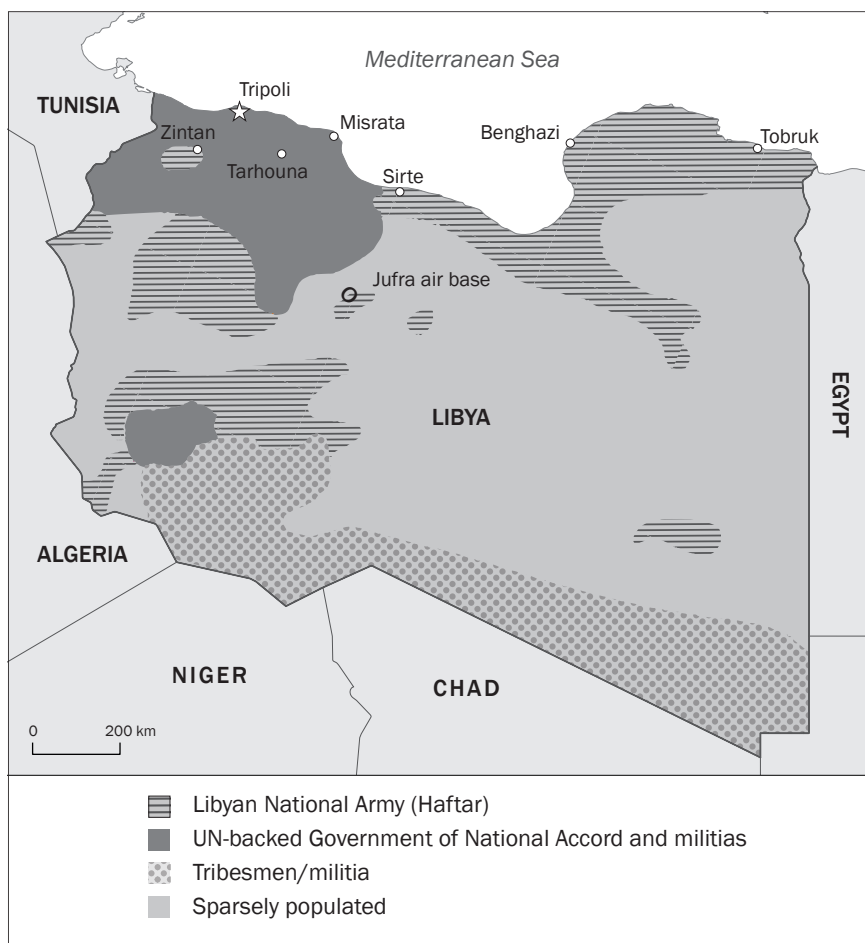 Mediterranean Sea
TUNISIA
Tripoli
Zintan
Misrata
Benghazi
Tobruk
Tarhouna
Sirte
Jufra air base
LIBYA
EGYPT
ALGERIA
NIGER
CHAD
0 200 km
Libyan National Army (Haftar)
UN-backed Government of National Accord and militias
Tribesmen/militia
Sparsely populated